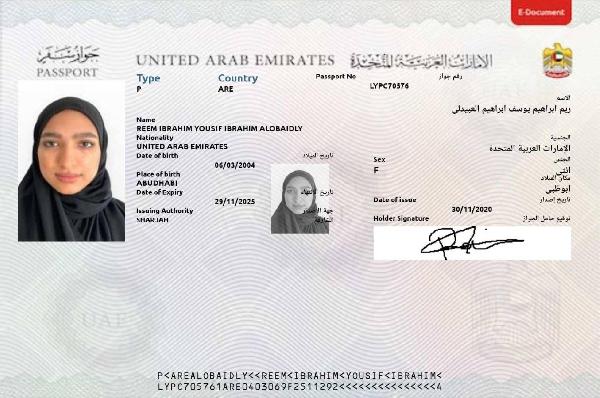 E-Document
جواز سفر
PASSPORT
UNITED ARAB EMIRATES الإمارات العربية المتحدة
Type
Country
Passport No
رقم جواز
P
ARE
LYPC70576
الاسم
ريم ابراهيم يوسف ابراهيم العبيدلي
Name
REEM IBRAHIM YOUSIF IBRAHIM ALOBAIDLY
Nationality
الجنسية
UNITED ARAB EMIRATES
الإمارات العربية المتحدة
Date of birth
تاريخ الميلاد
Sex
الجنس
06/03/2004
F
أنثى
Place of birth
مكان الميلاد
ABUDHABI
ابوظبي
Date of Expiry
تاريخ الانتهاء
Date of issue
تاريخ إصدار
29/11/2025
30/11/2020
Issuing Authority
جهة الإصدار
Holder Signature
توقيع حامل الجواز
SHARJAH
الشارقة
UAE
P<AREALOBAIDLY<<REEM<IBRAHIM<YOUSIF<IBRAHIM<
LYPC705761ARE0403069F2511292<<<<<<<<<<<<<<<4